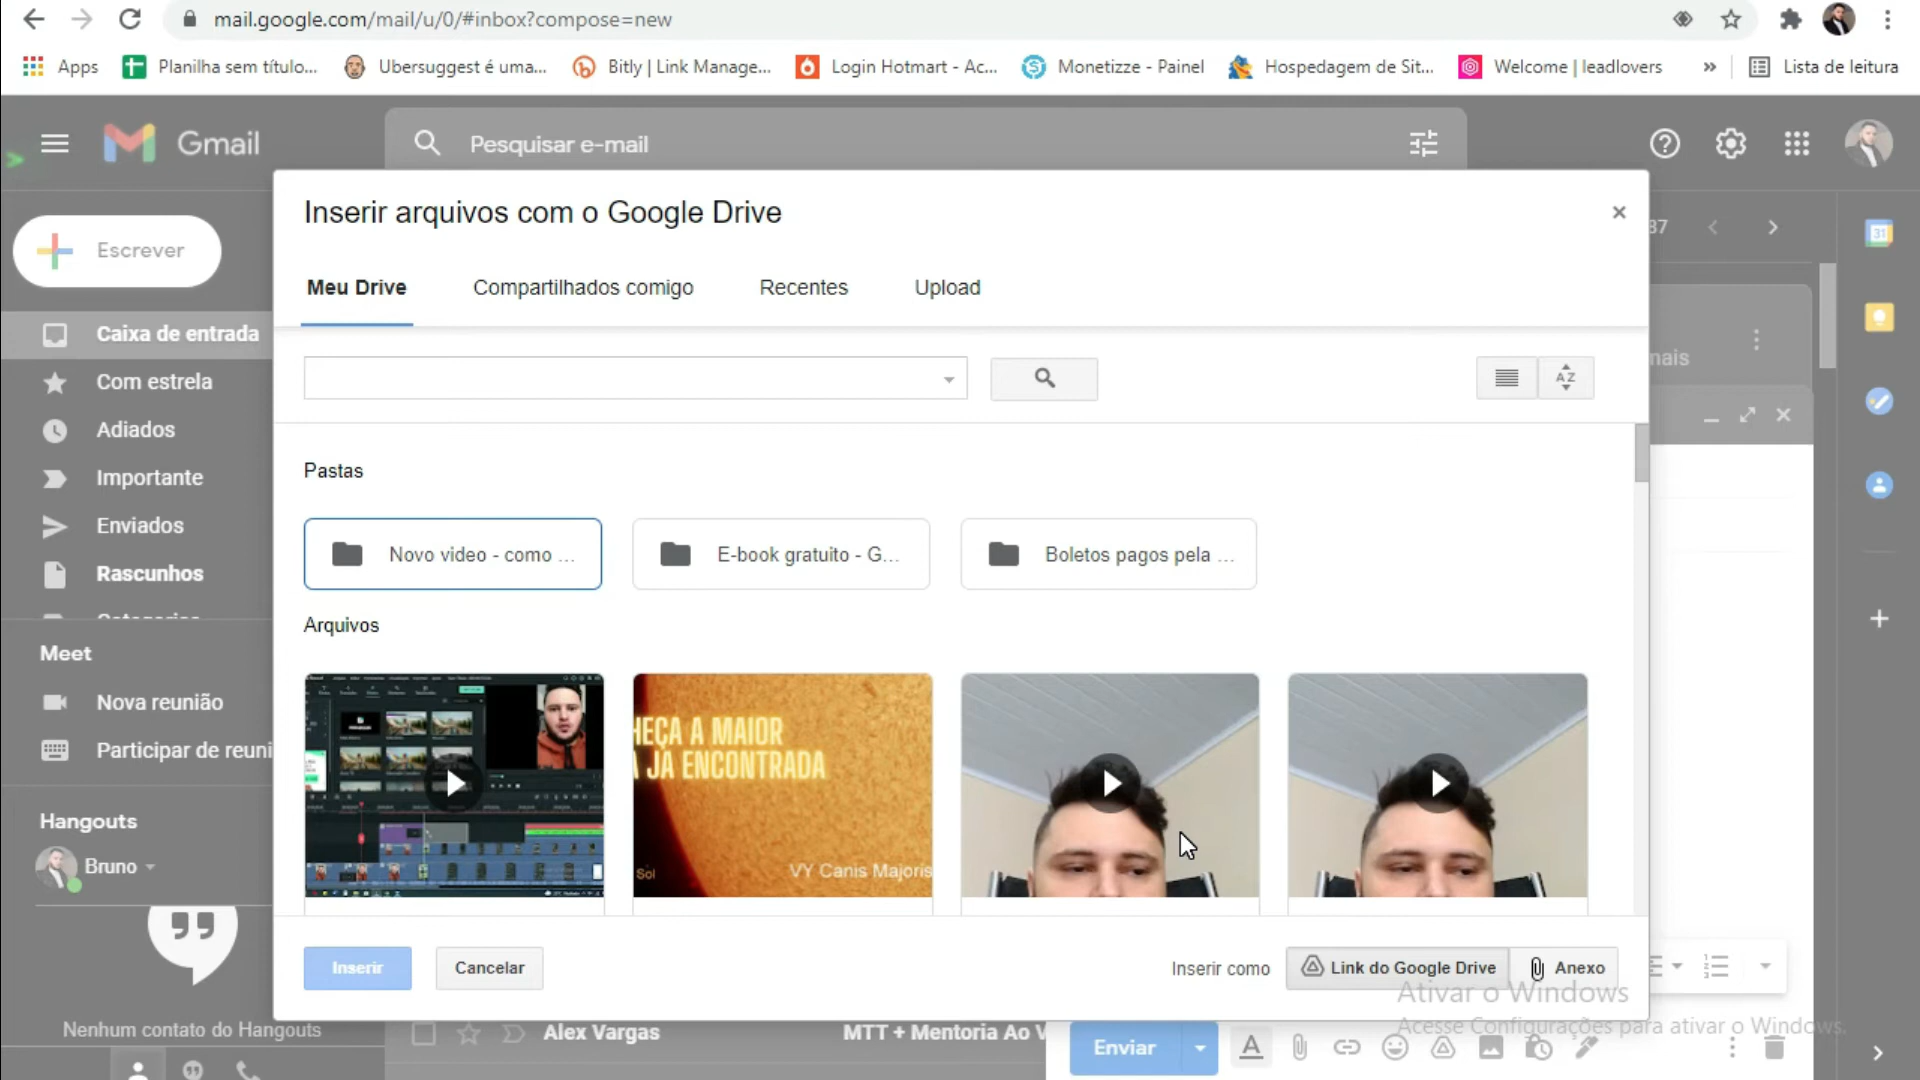 mail.google.com/mail/u/0/#inbox?compose=new
Apps
Planilha sem título...
Ubersuggest é uma...
Bitly | Link Manage...
Login Hotmart - Ac...
Monetizze - Painel
Hospedagem de Sit...
Welcome | leadlovers
»
Lista de leitura
Gmail
Pesquisar e-mail
Inserir arquivos com o Google Drive
Escrever
Meu Drive
Compartilhados comigo
Recentes
Upload
37
31
Caixa de entrada
Com estrela
Adiados
Importante
Enviados
Rascunhos
Categorias
nais
AZ
Pastas
Novo video - como ...
E-book gratuito - G...
Boletos pagos pela ...
Arquivos
HEÇA A MAIOR
A JÁ ENCONTRADA
Sol
VY Canis Majoris
Meet
Nova reunião
Participar de reuni
Hangouts
Bruno
Nenhum contato do Hangouts
Inserir
Cancelar
Inserir como
Link do Google Drive
Anexo
Ativar o Windows
Acesse Configurações para ativar o Windows.
Alex Vargas
MTT + Mentoria Ao V
Enviar